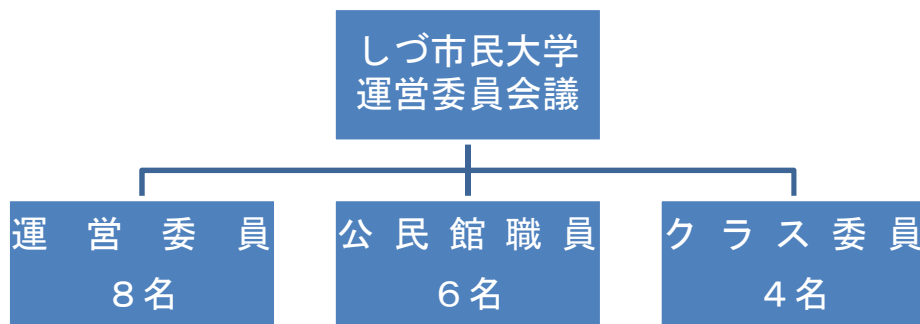 しづ市民大学
運営委員会議
運営委員
８名
公民館職員
６名
クラス委員
４名